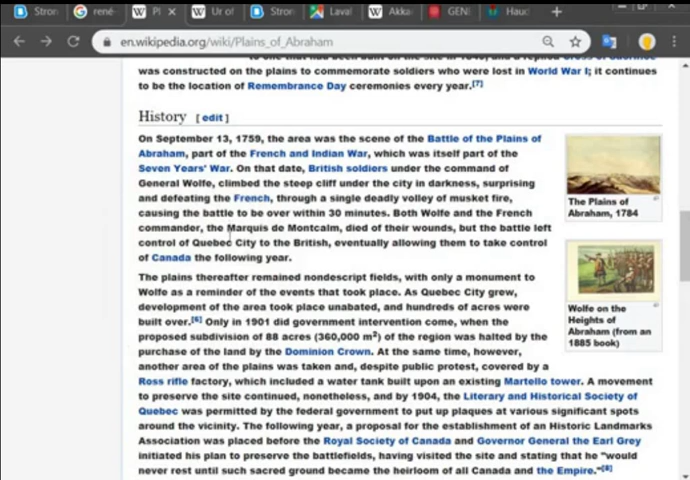 Stron
rené
Pl
Ur of
Stron
Laval
Akka
GENI
Hauc
en.wikipedia.org/wiki/Plains_of_Abraham
was constructed on the plains to commemorate soldiers who were lost in World War I; it continues
to be the location of Remembrance Day ceremonies every year.[7]
History [edit]
On September 13, 1759, the area was the scene of the Battle of the Plains of
Abraham, part of the French and Indian War, which was itself part of the
Seven Years' War. On that date, British soldiers under the command of
General Wolfe, climbed the steep cliff under the city in darkness, surprising
and defeating the French, through a single deadly volley of musket fire,
causing the battle to be over within 30 minutes. Both Wolfe and the French
commander, the Marquis de Montcalm, died of their wounds, but the battle left
control of Quebec City to the British, eventually allowing them to take control
of Canada the following year.
The Plains of
Abraham, 1784
The plains thereafter remained nondescript fields, with only a monument to
Wolfe as a reminder of the events that took place. As Quebec City grew,
development of the area took place unabated, and hundreds of acres were
built over.[6] Only in 1901 did government intervention come, when the
proposed subdivision of 88 acres (360,000 m²) of the region was halted by the
purchase of the land by the Dominion Crown. At the same time, however,
another area of the plains was taken and, despite public protest, covered by a
Ross rifle factory, which included a water tank built upon an existing Martello tower. A movement
to preserve the site continued, nonetheless, and by 1904, the Literary and Historical Society of
Quebec was permitted by the federal government to put up plaques at various significant spots
around the vicinity. The following year, a proposal for the establishment of an Historic Landmarks
Association was placed before the Royal Society of Canada and Governor General the Earl Grey
initiated his plan to preserve the battlefields, having visited the site and stating that he "would
never rest until such sacred ground became the heirloom of all Canada and the Empire."[8]
Wolfe on the
Heights of
Abraham (from an
1885 book)